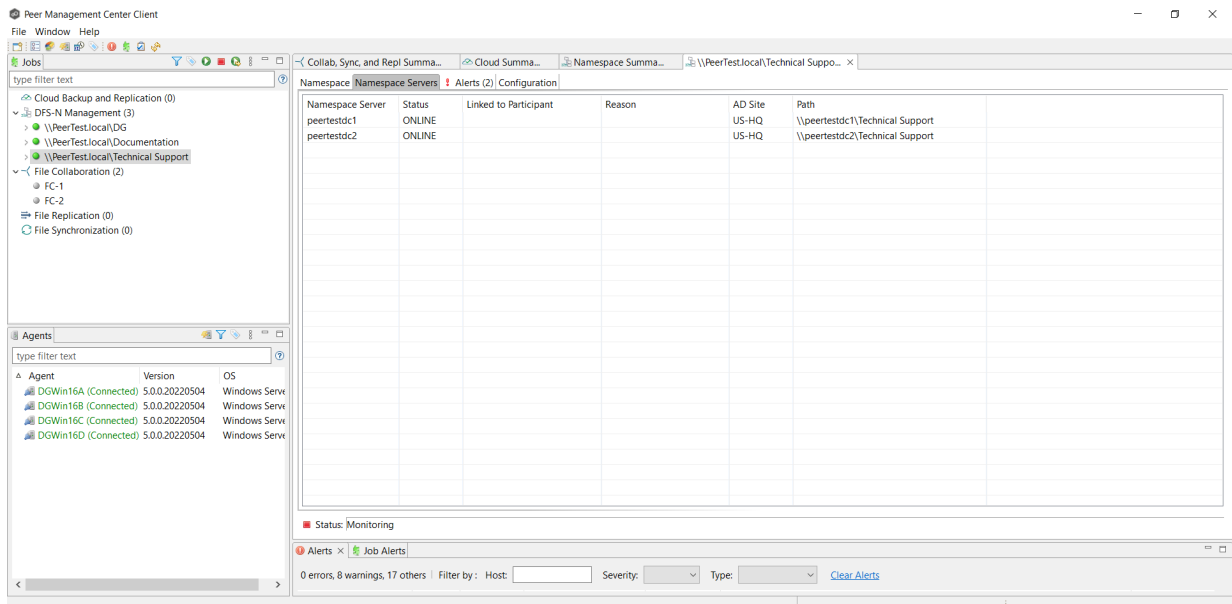 Peer Management Center Client
File Window Help
Jobs
type filter text
Cloud Backup and Replication (0)
DFS-N Management (3)
\\PeerTest.local\DG
\\PeerTest.local\Documentation
\\PeerTest.local\Technical Support
File Collaboration (2)
FC-1
FC-2
File Replication (0)
File Synchronization (0)
Agents
type filter text
Agent Version OS
DGWin16A (Connected) 5.0.0.20220504 Windows Serve
DGWin16B (Connected) 5.0.0.20220504 Windows Serve
DGWin16C (Connected) 5.0.0.20220504 Windows Serve
DGWin16D (Connected) 5.0.0.20220504 Windows Serve
Collab, Sync, and Repl Summa... Cloud Summa... Namespace Summa... \\PeerTest.local\Technical Suppo...
Namespace Namespace Servers Alerts (2) Configuration
Namespace Server Status Linked to Participant Reason AD Site Path
peertestdc1 ONLINE US-HQ \\peertestdc1\Technical Support
peertestdc2 ONLINE US-HQ \\peertestdc2\Technical Support
Status: Monitoring
Alerts Job Alerts
0 errors, 8 warnings, 17 others Filter by : Host: Severity: Type: Clear Alerts